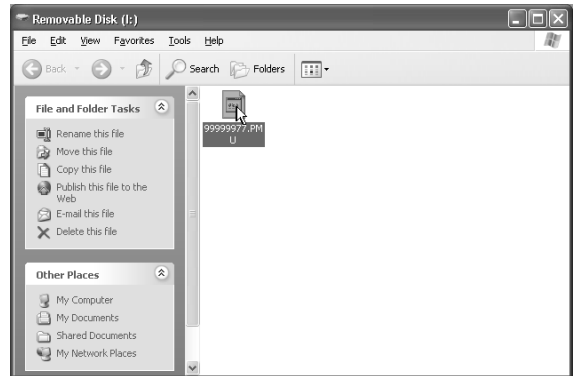 Removable Disk (I:)
File Edit View Favorites Tools Help
Back Search Folders
File and Folder Tasks
Rename this file
Move this file
Copy this file
Publish this file to the
Web
E-mail this file
Delete this file
Other Places
My Computer
My Documents
Shared Documents
My Network Places
99999977.PM
U